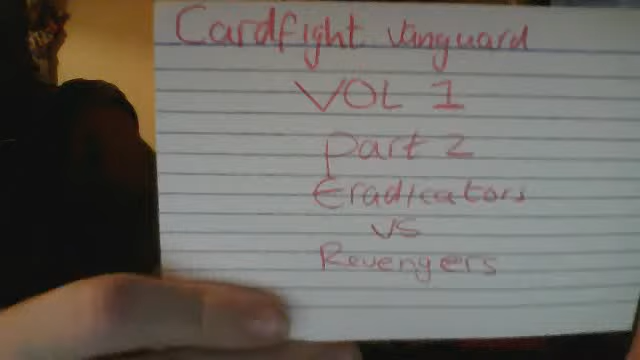 Cardfight Vanguard
VOL 1
Part 2
Eradicators
VS
Revengers